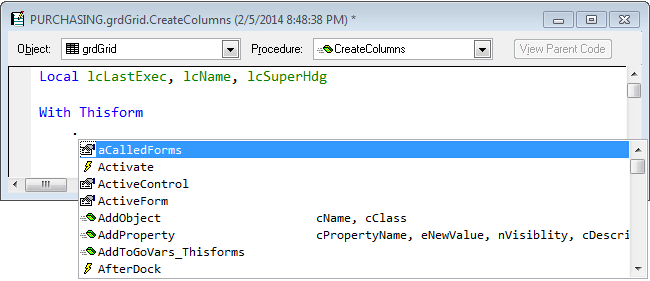 PURCHASING.grdGrid.CreateColumns (2/5/2014 8:48:38 PM) *
Object: grdGrid Procedure: CreateColumns View Parent Code
Local lcLastExec, lcName, lcSuperHdg
With Thisform
.
aCalledForms
Activate
ActiveControl
ActiveForm
AddObject cName, cClass
AddProperty cPropertyName, eNewValue, nVisiblity, cDescri
AddToGoVars_Thisforms
AfterDock